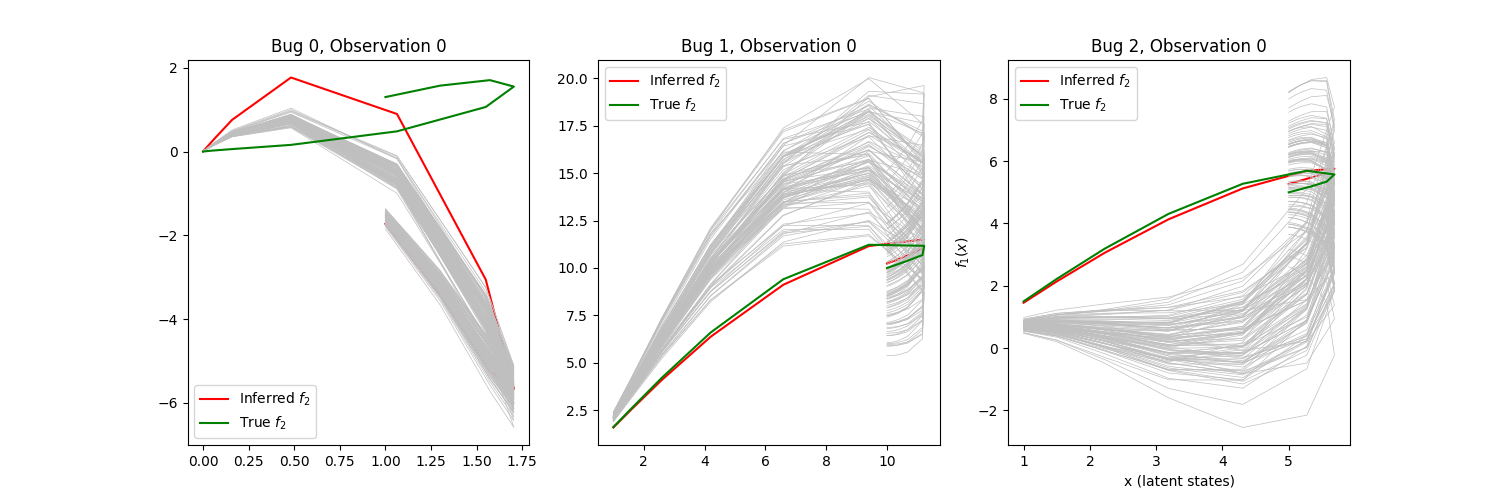 Bug 0, Observation 0
2
0
−2
−4
−6
0.00 0.25 0.50 0.75 1.00 1.25 1.50 1.75
Inferred f₂
True f₂
Bug 1, Observation 0
20.0
17.5
15.0
12.5
10.0
7.5
5.0
2.5
2 4 6 8 10
Inferred f₂
True f₂
Bug 2, Observation 0
8
6
4
2
0
−2
1 2 3 4 5
f₁(x)
x (latent states)
Inferred f₂
True f₂